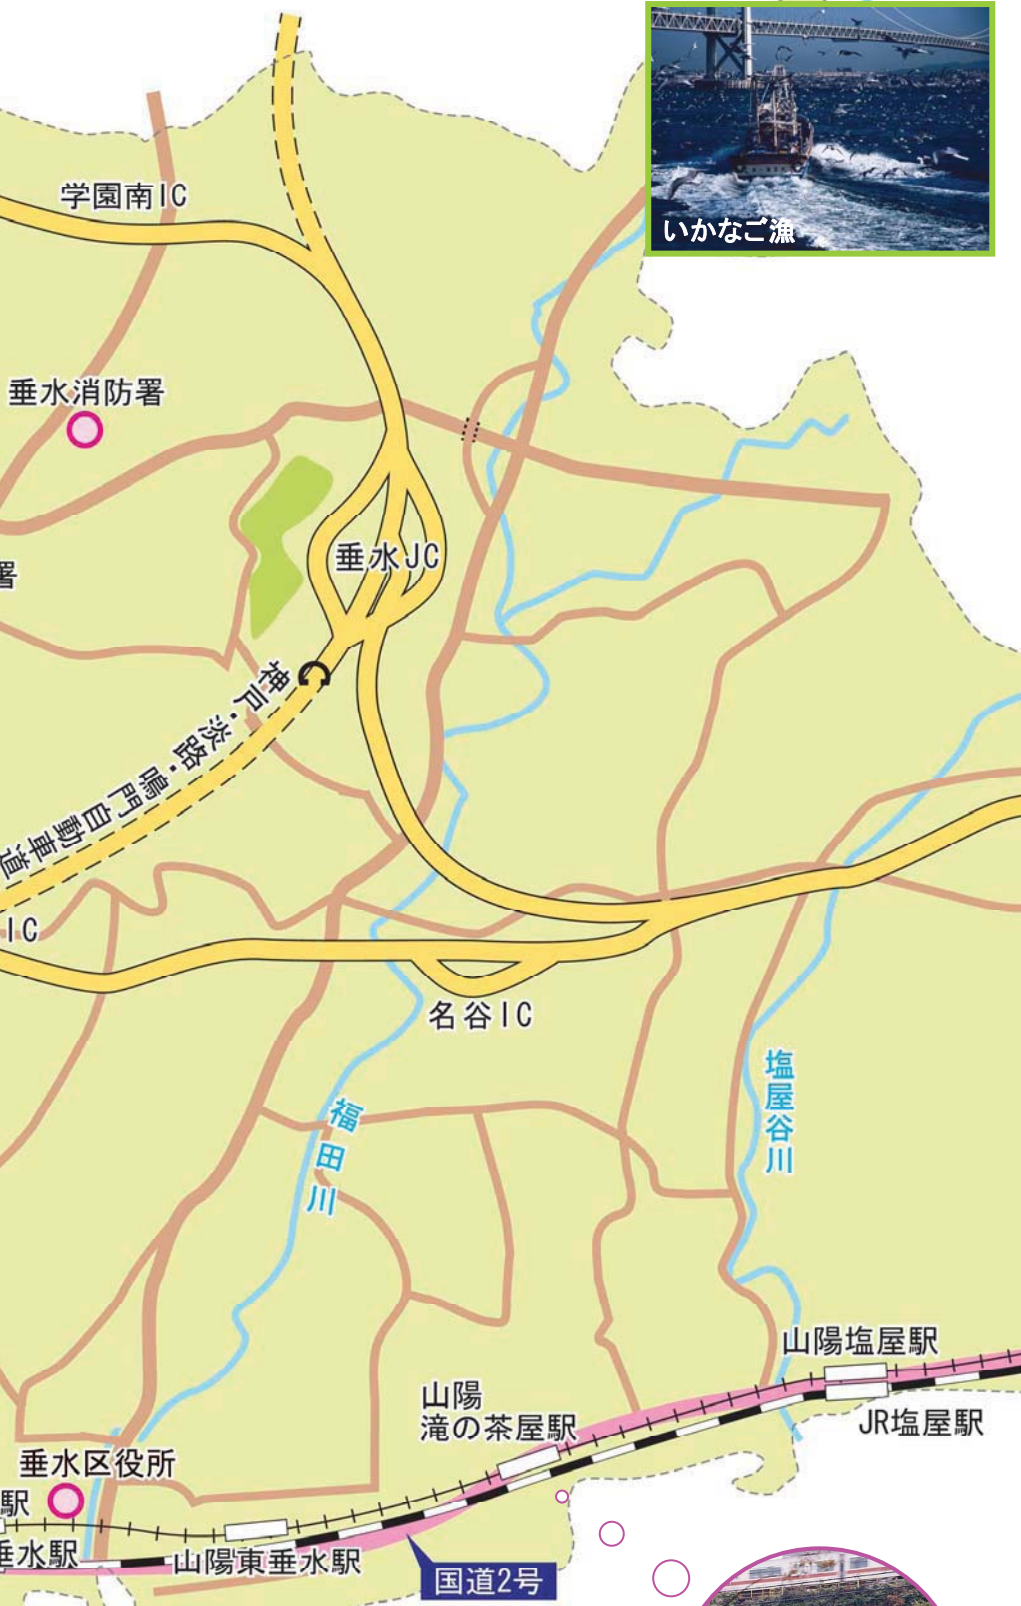 いかなご漁
学園南IC
垂水消防署
垂水JC
署
神戸・淡路・鳴門自動車道
IC
名谷IC
塩屋谷川
福田川
山陽塩屋駅
山陽
滝の茶屋駅
JR塩屋駅
垂水区役所
駅
垂水駅
山陽東垂水駅
国道2号